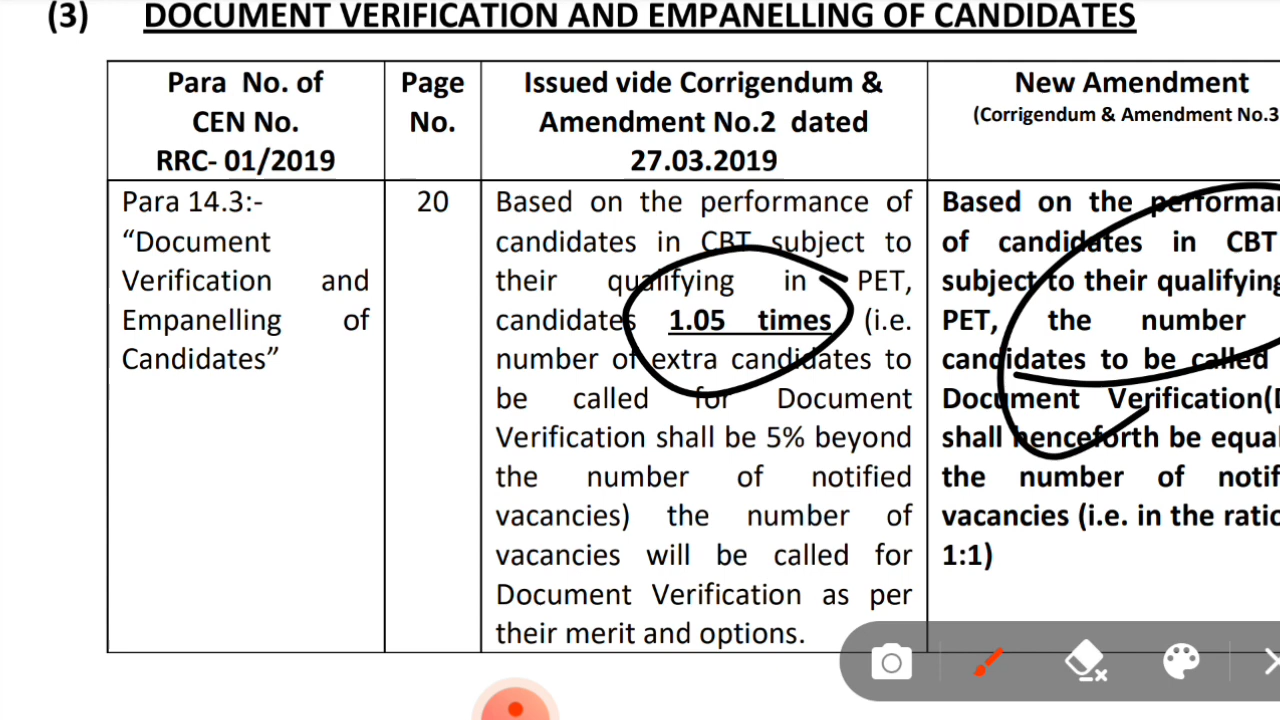 (3) DOCUMENT VERIFICATION AND EMPANELLING OF CANDIDATES
Para No. of
CEN No.
RRC- 01/2019
Page
No.
Issued vide Corrigendum &
Amendment No.2 dated
27.03.2019
New Amendment
(Corrigendum & Amendment No.3
Para 14.3:-
“Document
Verification and
Empanelling of
Candidates”
20
Based on the performance of
candidates in CBT subject to
their qualifying in PET,
candidates 1.05 times (i.e.
number of extra candidates to
be called for Document
Verification shall be 5% beyond
the number of notified
vacancies) the number of
vacancies will be called for
Document Verification as per
their merit and options.
Based on the
of candidates in CBT
subject to their qualifying
PET, the number
candidates to be called
Document Verification
shall henceforth be
the number of
vacancies (i.e. in the
1:1)